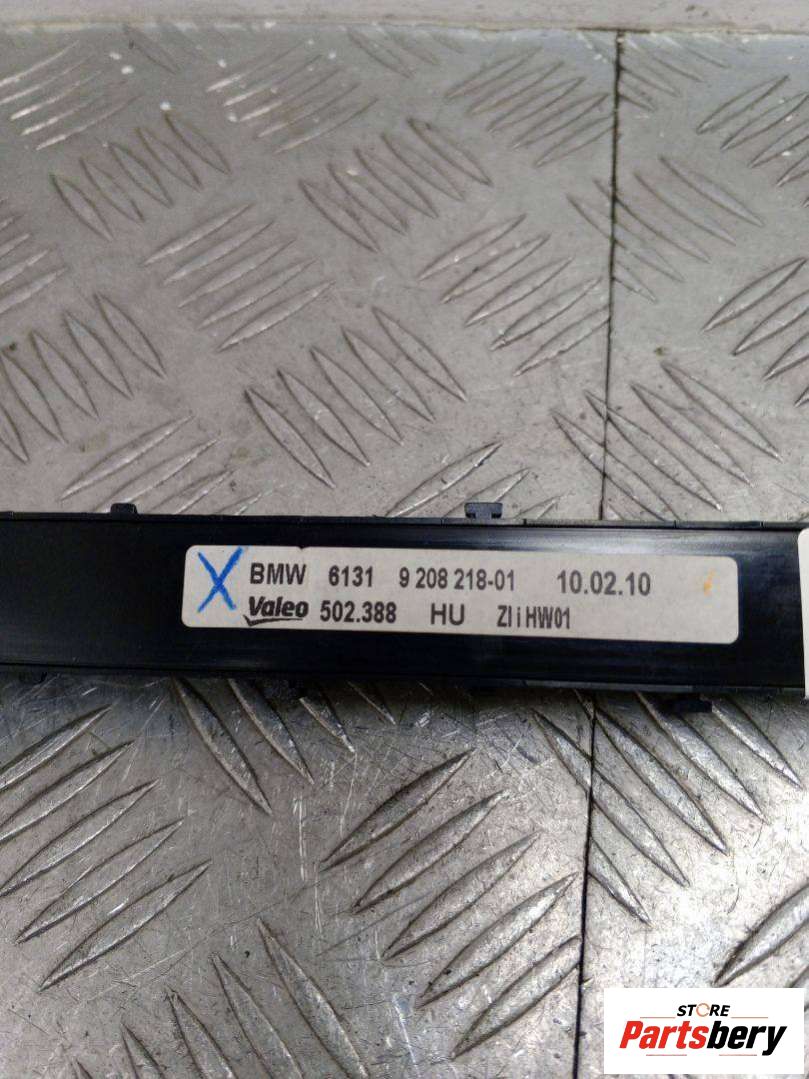 BMW 6131 9 208 218-01 10.02.10
Valeo 502.388 HU ZIiHW01
STORE
Partsbery